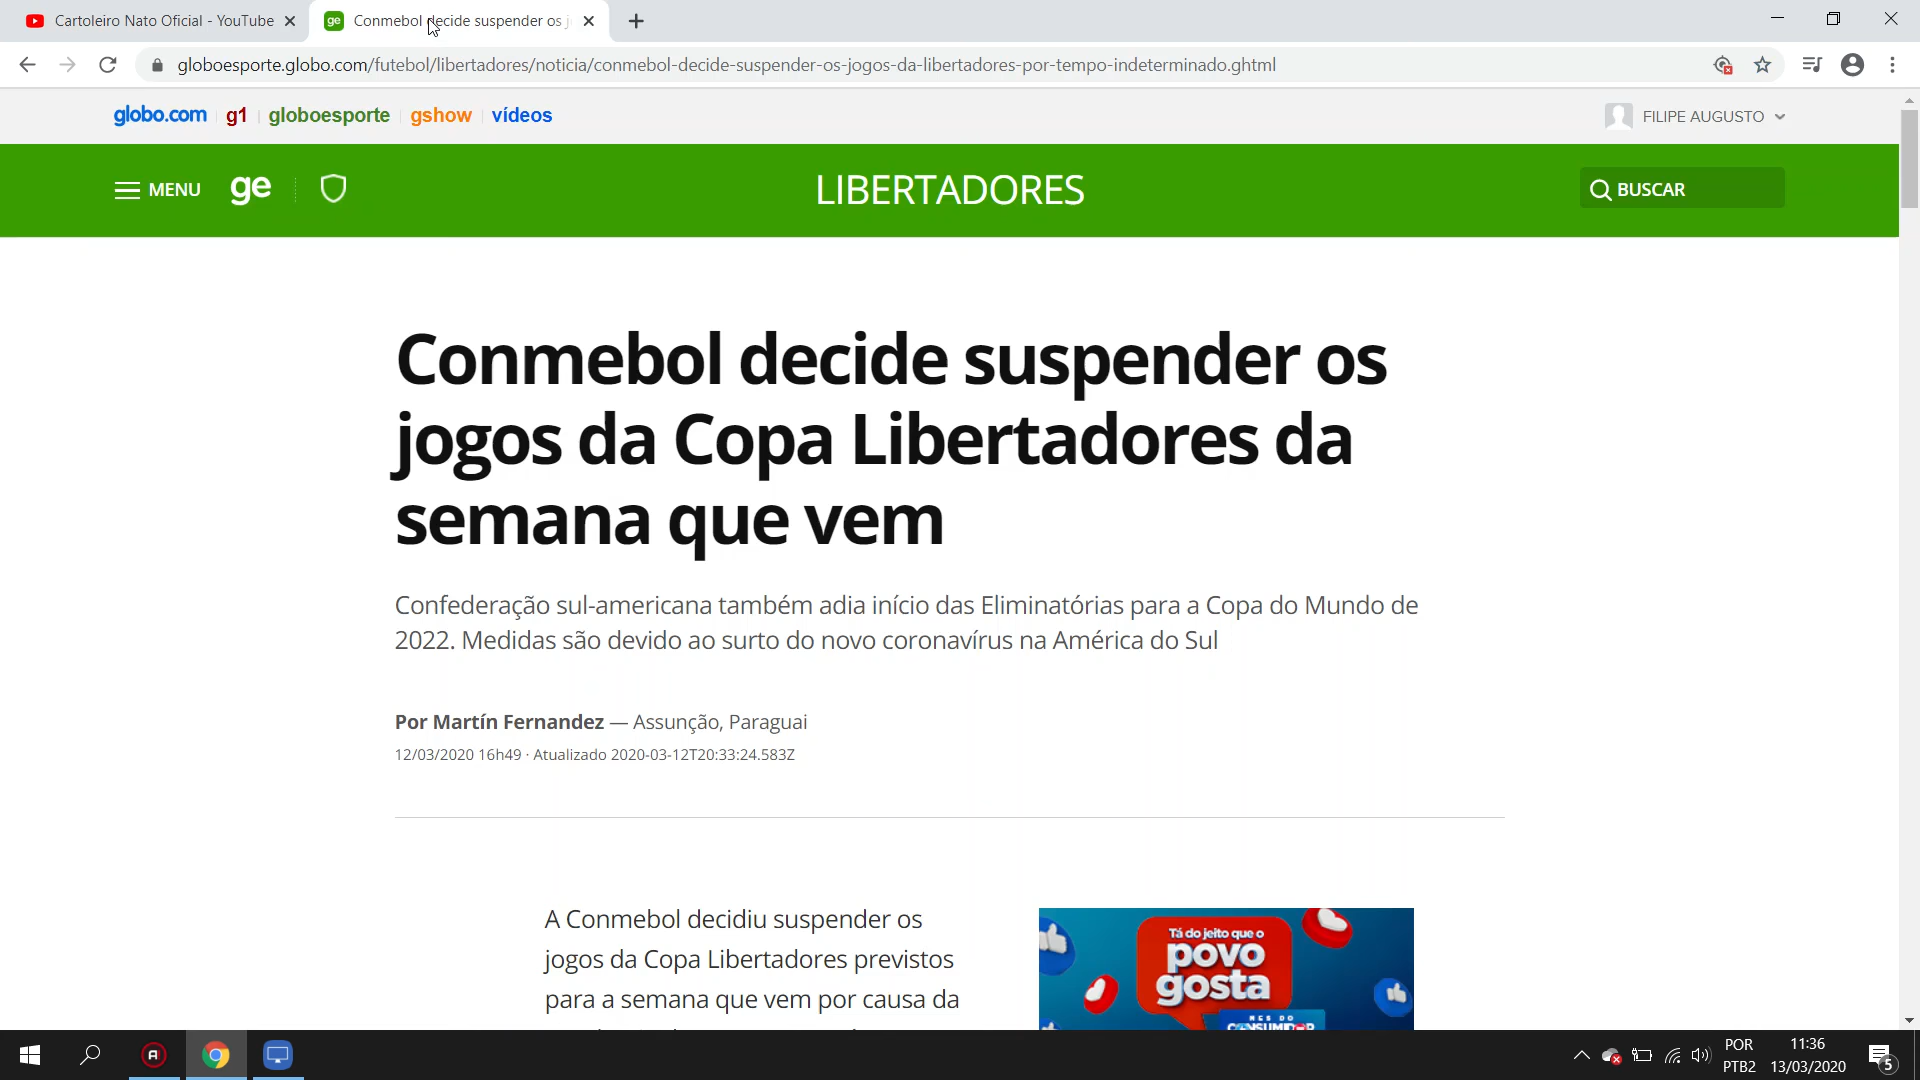 Cartoleiro Nato Oficial - YouTube
Conmebol decide suspender os j
globoesporte.globo.com/futebol/libertadores/noticia/conmebol-decide-suspender-os-jogos-da-libertadores-por-tempo-indeterminado.ghtml
globo.com g1 globoesporte gshow vídeos FILIPE AUGUSTO
MENU ge LIBERTADORES BUSCAR
Conmebol decide suspender os
jogos da Copa Libertadores da
semana que vem
Confederação sul-americana também adia início das Eliminatórias para a Copa do Mundo de
2022. Medidas são devido ao surto do novo coronavírus na América do Sul
Por Martín Fernandez — Assunção, Paraguai
12/03/2020 16h49 · Atualizado 2020-03-12T20:33:24.583Z
A Conmebol decidiu suspender os
jogos da Copa Libertadores previstos
para a semana que vem por causa da
Tá do jeito que o
povo
gosta
MÊS DO
CONSUMIDOR
POR
PTB2
11:36
13/03/2020
5